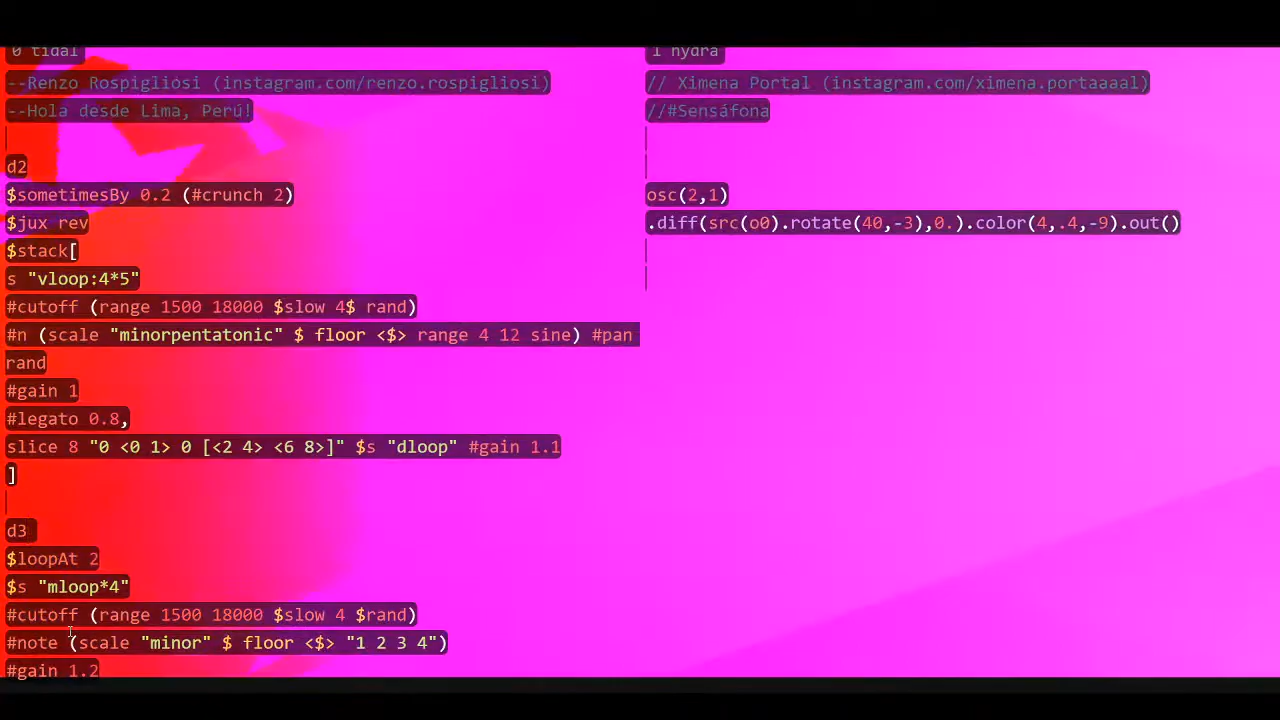 0 tidal
--Renzo Rospigliosi (instagram.com/renzo.rospigliosi)
--Hola desde Lima, Perú!
d2
$sometimesBy 0.2 (#crunch 2)
$jux rev
$stack[
s "vloop:4*5"
#cutoff (range 1500 18000 $slow 4$ rand)
#n (scale "minorpentatonic" $ floor <$> range 4 12 sine) #pan
rand
#gain 1
#legato 0.8,
slice 8 "0 <0 1> 0 [<2 4> <6 8>]" $s "dloop" #gain 1.1
]
d3
$loopAt 2
$s "mloop*4"
#cutoff (range 1500 18000 $slow 4 $rand)
#note (scale "minor" $ floor <$> "1 2 3 4")
#gain 1.2
1 hydra
// Ximena Portal (instagram.com/ximena.portaaaal)
//#Sensáfona
osc(2,1)
.diff(src(o0).rotate(40,-3),0.).color(4,.4,-9).out()